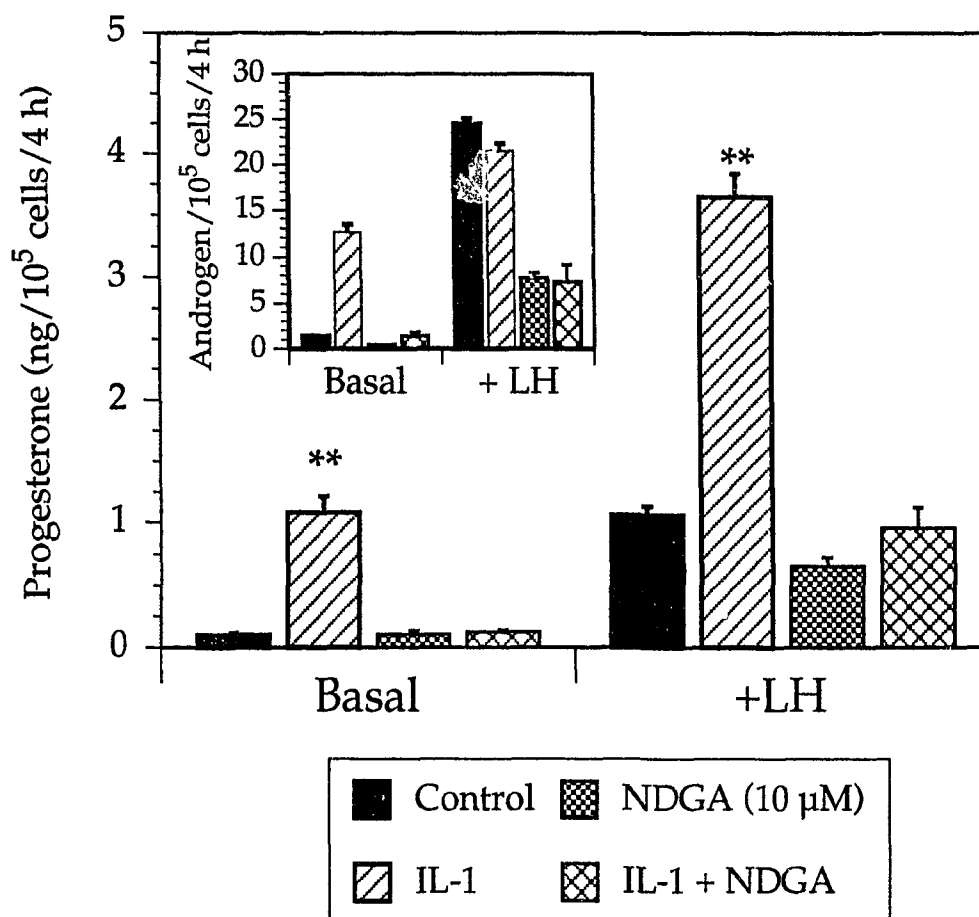 Progesterone (ng/10⁵ cells/4 h)
5
4
3
2
1
0
Androgen/10⁵ cells/4 h
30
25
20
15
10
5
0
Basal
+ LH
**
**
Basal
+LH
Control
NDGA (10 µM)
IL-1
IL-1 + NDGA